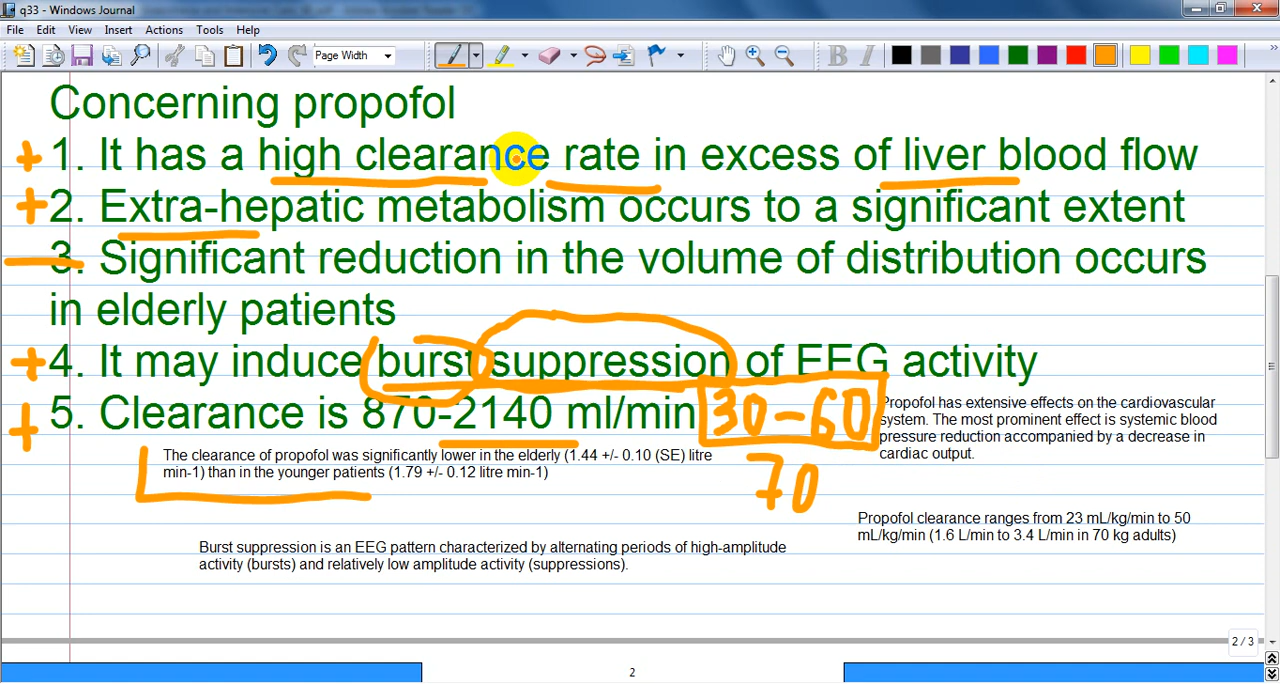 q33 - Windows Journal
File Edit View Insert Actions Tools Help
Page Width
B I
Concerning propofol
+ 1. It has a high clearance rate in excess of liver blood flow
+ 2. Extra-hepatic metabolism occurs to a significant extent
- 3. Significant reduction in the volume of distribution occurs
in elderly patients
+ 4. It may induce burst suppression of EEG activity
+ 5. Clearance is 870-2140 ml/min 30-60
70
Propofol has extensive effects on the cardiovascular
system. The most prominent effect is systemic blood
pressure reduction accompanied by a decrease in
cardiac output.
The clearance of propofol was significantly lower in the elderly (1.44 +/- 0.10 (SE) litre
min-1) than in the younger patients (1.79 +/- 0.12 litre min-1)
Propofol clearance ranges from 23 mL/kg/min to 50
mL/kg/min (1.6 L/min to 3.4 L/min in 70 kg adults)
Burst suppression is an EEG pattern characterized by alternating periods of high-amplitude
activity (bursts) and relatively low amplitude activity (suppressions).
2 / 3
2